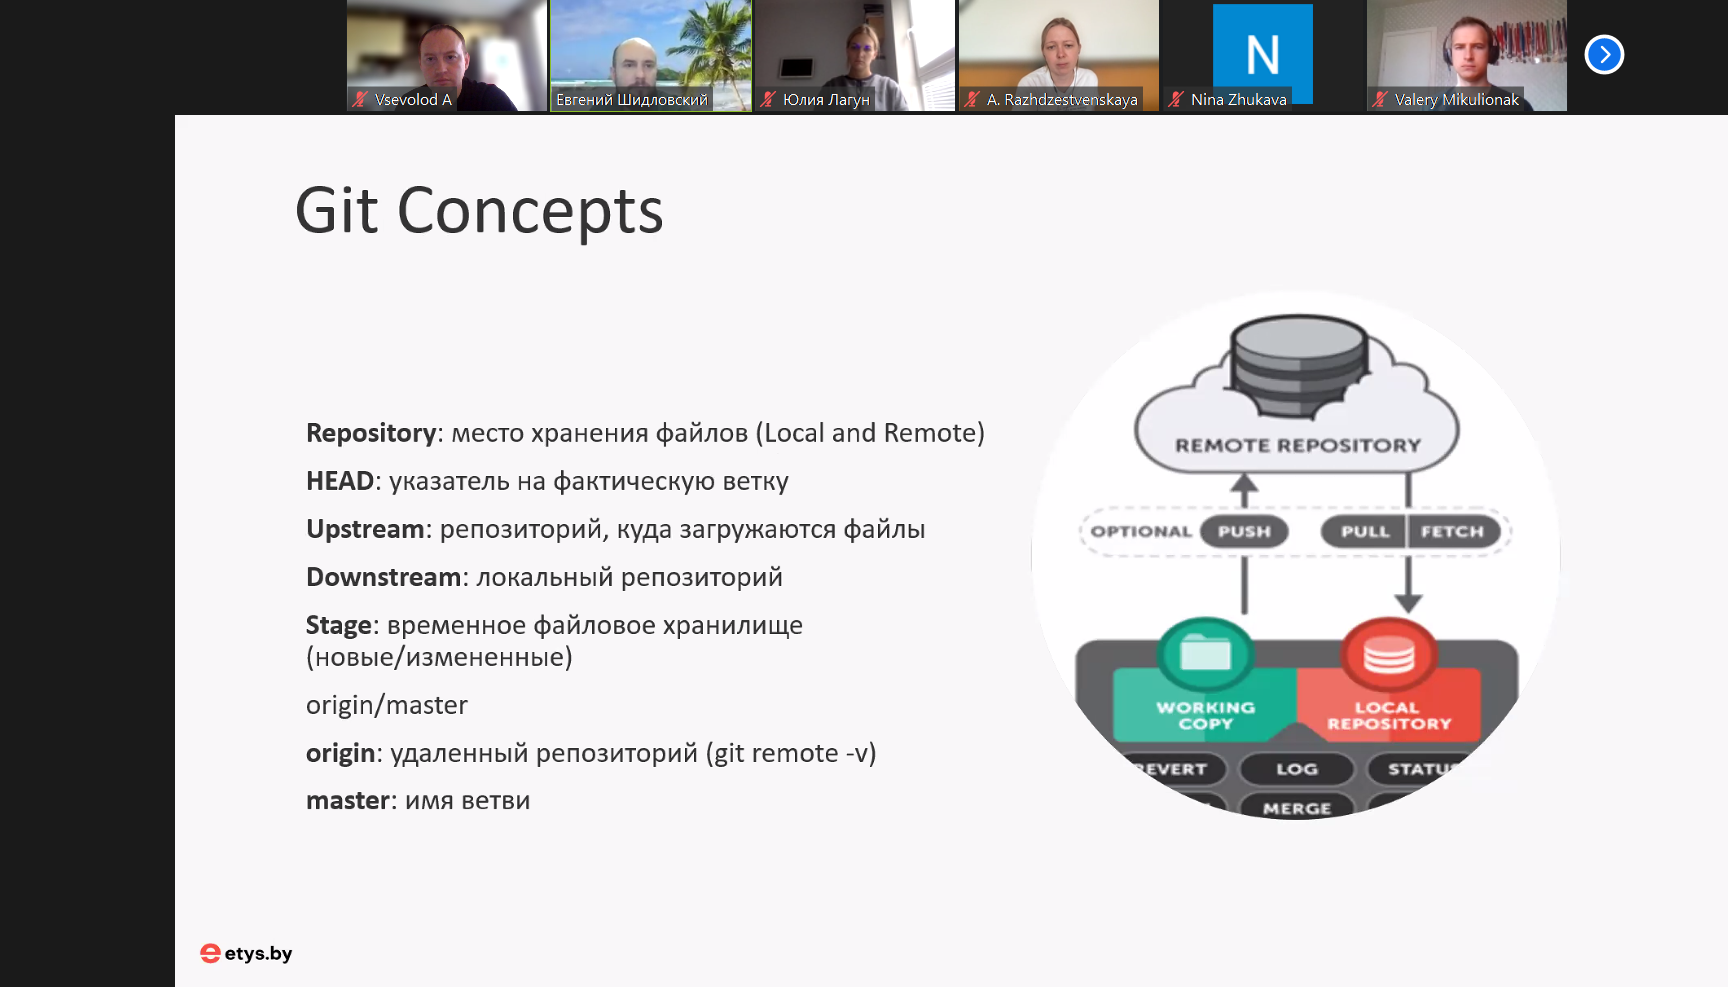 Vsevolod A
Евгений Шидловский
Юлия Лагун
A. Razhdzestvenskaya
N
Nina Zhukava
Valery Mikulionak
Git Concepts
Repository: место хранения файлов (Local and Remote)
HEAD: указатель на фактическую ветку
Upstream: репозиторий, куда загружаются файлы
Downstream: локальный репозиторий
Stage: временное файловое хранилище
(новые/измененные)
origin/master
origin: удаленный репозиторий (git remote -v)
master: имя ветви
REMOTE REPOSITORY
OPTIONAL PUSH PULL FETCH
WORKING
COPY
LOCAL
REPOSITORY
EVERT LOG STATUS
MERGE
etys.by